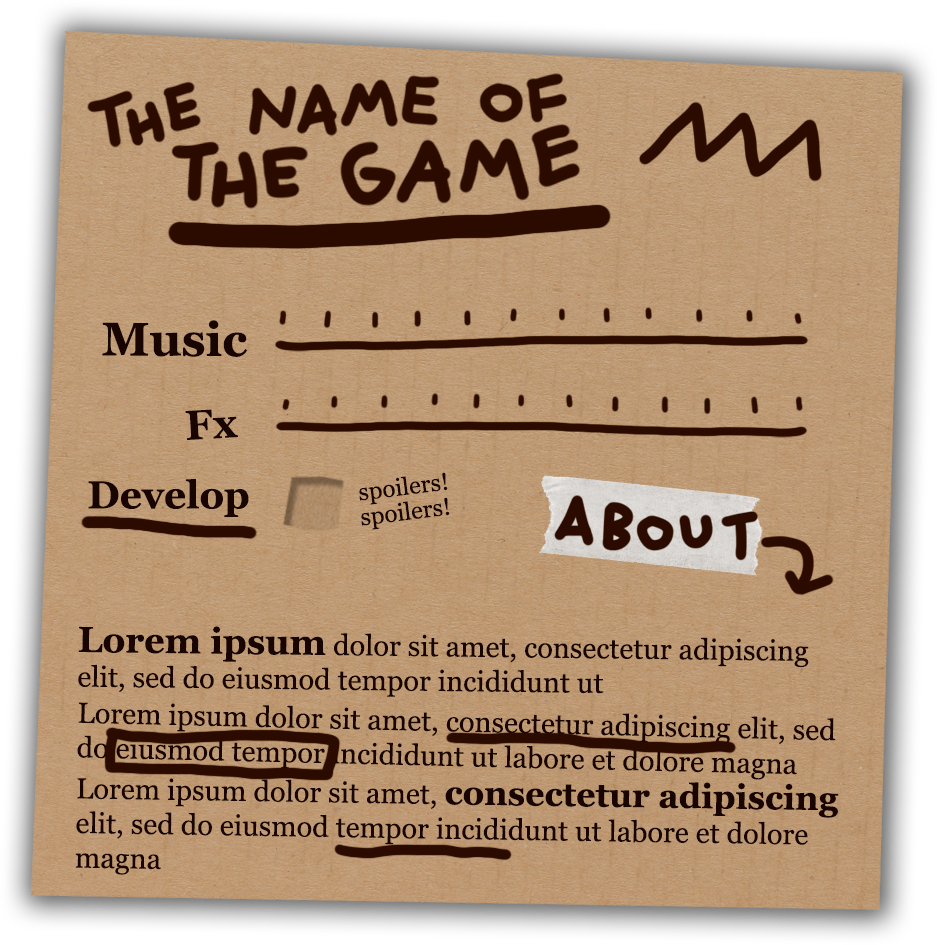 THE NAME OF
THE GAME
Music
Fx
Develop
spoilers!
spoilers!
ABOUT
Lorem ipsum dolor sit amet, consectetur adipiscing
elit, sed do eiusmod tempor incididunt ut
Lorem ipsum dolor sit amet, consectetur adipiscing elit, sed
do eiusmod tempor incididunt ut labore et dolore magna
Lorem ipsum dolor sit amet, consectetur adipiscing
elit, sed do eiusmod tempor incididunt ut labore et dolore
magna